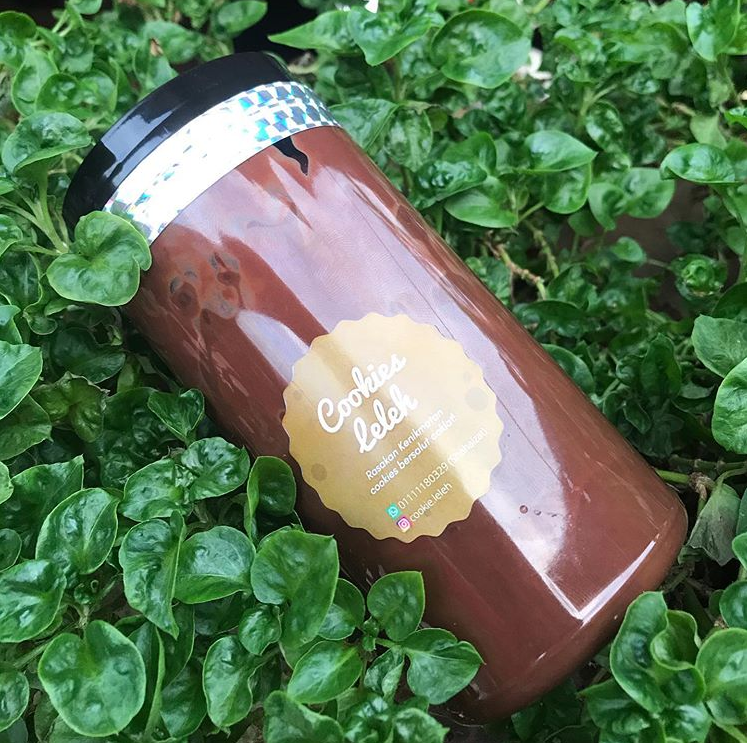 Cookies
leleh
Rasakan Kenikmatan
cookies bersalut coklat!
01111180329
cookie.leleh